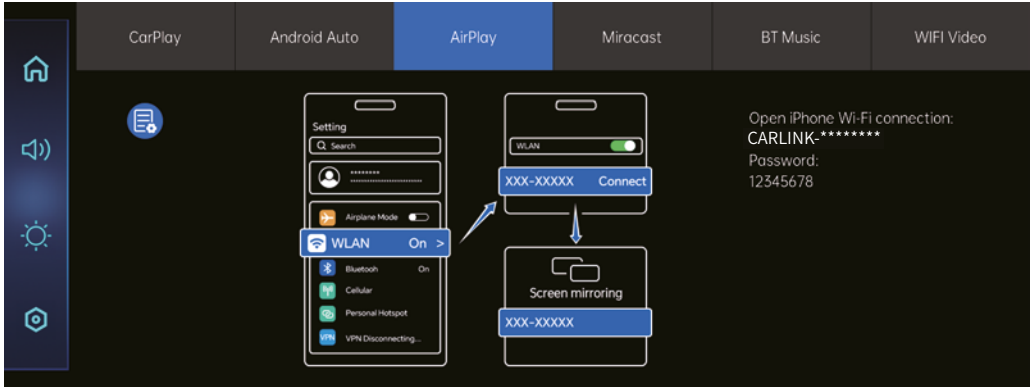 CarPlay
Android Auto
AirPlay
Miracast
BT Music
WIFI Video
Setting
Search
********
WLAN
Airplane Mode
XXX-XXXXX Connect
WLAN On >
Bluetooh On
Cellular
Personal Hotspot
VPN VPN Disconnecting...
Screen mirroring
XXX-XXXXX
Open iPhone Wi-Fi connection:
CARLINK-********
Password:
12345678